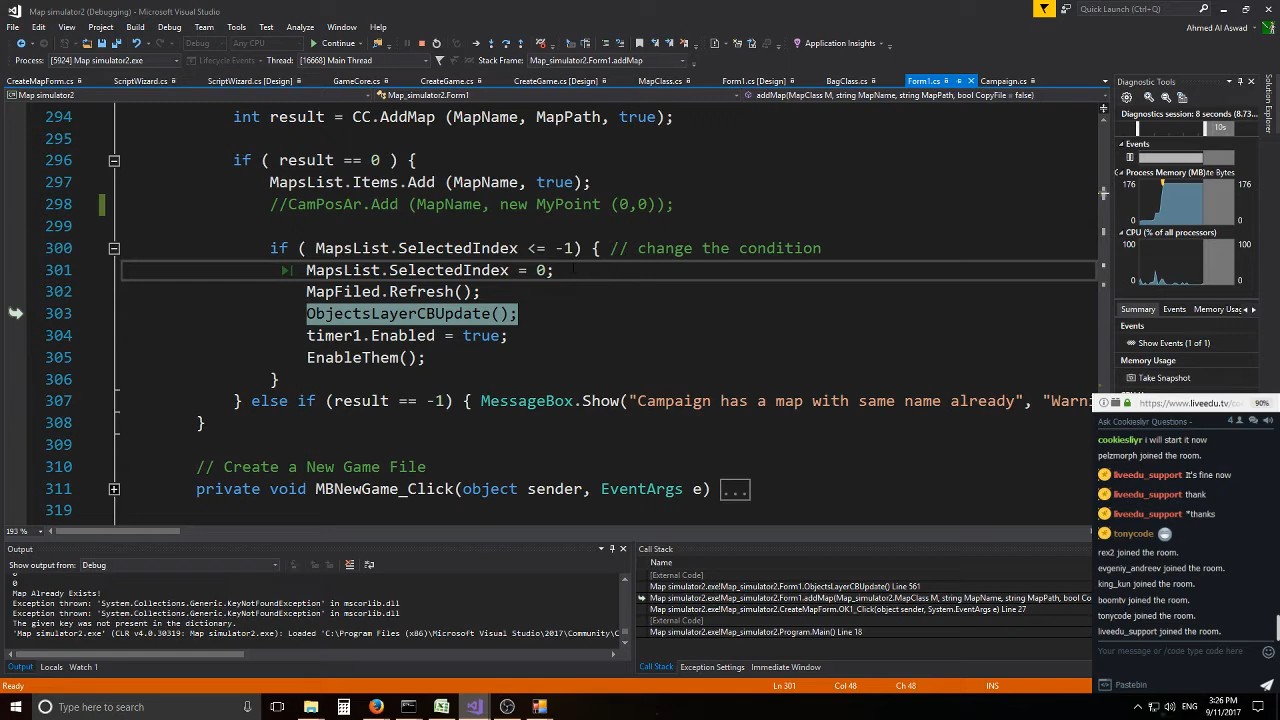 Map simulator2 (Debugging) - Microsoft Visual Studio
Quick Launch (Ctrl+Q)
File Edit View Project Build Debug Team Tools Test Analyze Window Help
Ahmed Al Aswad
Debug Any CPU Continue Application Insights
Process: [5924] Map simulator2.exe Lifecycle Events Thread: [16668] Main Thread Stack Frame: Map_simulator2.Form1.addMap
CreateMapForm.cs ScriptWizard.cs ScriptWizard.cs [Design] GameCore.cs CreateGame.cs CreateGame.cs [Design] MapClass.cs Form1.cs [Design] BagClass.cs Form1.cs Campaign.cs
Map simulator2 Map_simulator2.Form1 addMap(MapClass M, string MapName, string MapPath, bool CopyFile = false)
294 int result = CC.AddMap (MapName, MapPath, true);
295
296 if ( result == 0 ) {
297 MapsList.Items.Add (MapName, true);
298 //CamPosAr.Add (MapName, new MyPoint (0,0));
299
300 if ( MapsList.SelectedIndex <= -1) { // change the condition
301 MapsList.SelectedIndex = 0;
302 MapFiled.Refresh();
303 ObjectsLayerCBUpdate();
304 timer1.Enabled = true;
305 EnableThem();
306 }
307 } else if (result == -1) { MessageBox.Show("Campaign has a map with same name already", "Warni
308 }
309
310 // Create a New Game File
311 private void MBNewGame_Click(object sender, EventArgs e) ...
319
193 %
Diagnostic Tools
Diagnostics session: 8 seconds (8.73...
10s
Events
Process Memory (MB)
te Bytes
176 176
0 0
CPU (% of all processors)
100 100
0 0
Summary Events Memory Usag
Events
Show Events (1 of 1)
Memory Usage
Take Snapshot
Solution Explorer
Output
Show output from: Debug
0
Map Already Exists!
Exception thrown: 'System.Collections.Generic.KeyNotFoundException' in mscorlib.dll
Exception thrown: 'System.Collections.Generic.KeyNotFoundException' in mscorlib.dll
The given key was not present in the dictionary.
'Map simulator2.exe' (CLR v4.0.30319: Map simulator2.exe): Loaded 'C:\Program Files (x86)\Microsoft Visual Studio\2017\Community\C
Output Locals Watch 1
Call Stack
Name
[External Code]
Map simulator2.exe!Map_simulator2.Form1.ObjectsLayerCBUpdate() Line 561
Map simulator2.exe!Map_simulator2.Form1.addMap(Map_simulator2.MapClass M, string MapName, string MapPath, bool Co
Map simulator2.exe!Map_simulator2.CreateMapForm.OK1_Click(object sender, System.EventArgs e) Line 27
[External Code]
Map simulator2.exe!Map_simulator2.Program.Main() Line 18
Call Stack Exception Settings Immediate Window
https://www.liveedu.tv/co 90%
Ask Cookiesliyr Questions - 4
cookiesliyr i will start it now
pelzmorph joined the room.
liveedu_support It's fine now
liveedu_support thank
liveedu_support *thanks
tonycode
rex2 joined the room.
evgeniy_andreev joined the room.
king_kun joined the room.
boomtv joined the room.
tonycode joined the room.
liveedu_support joined the room.
Your message / code type code here
Pastebin
Ready Ln 301 Col 48 Ch 48 INS
Type here to search
ENG
3:26 PM
9/11/2017